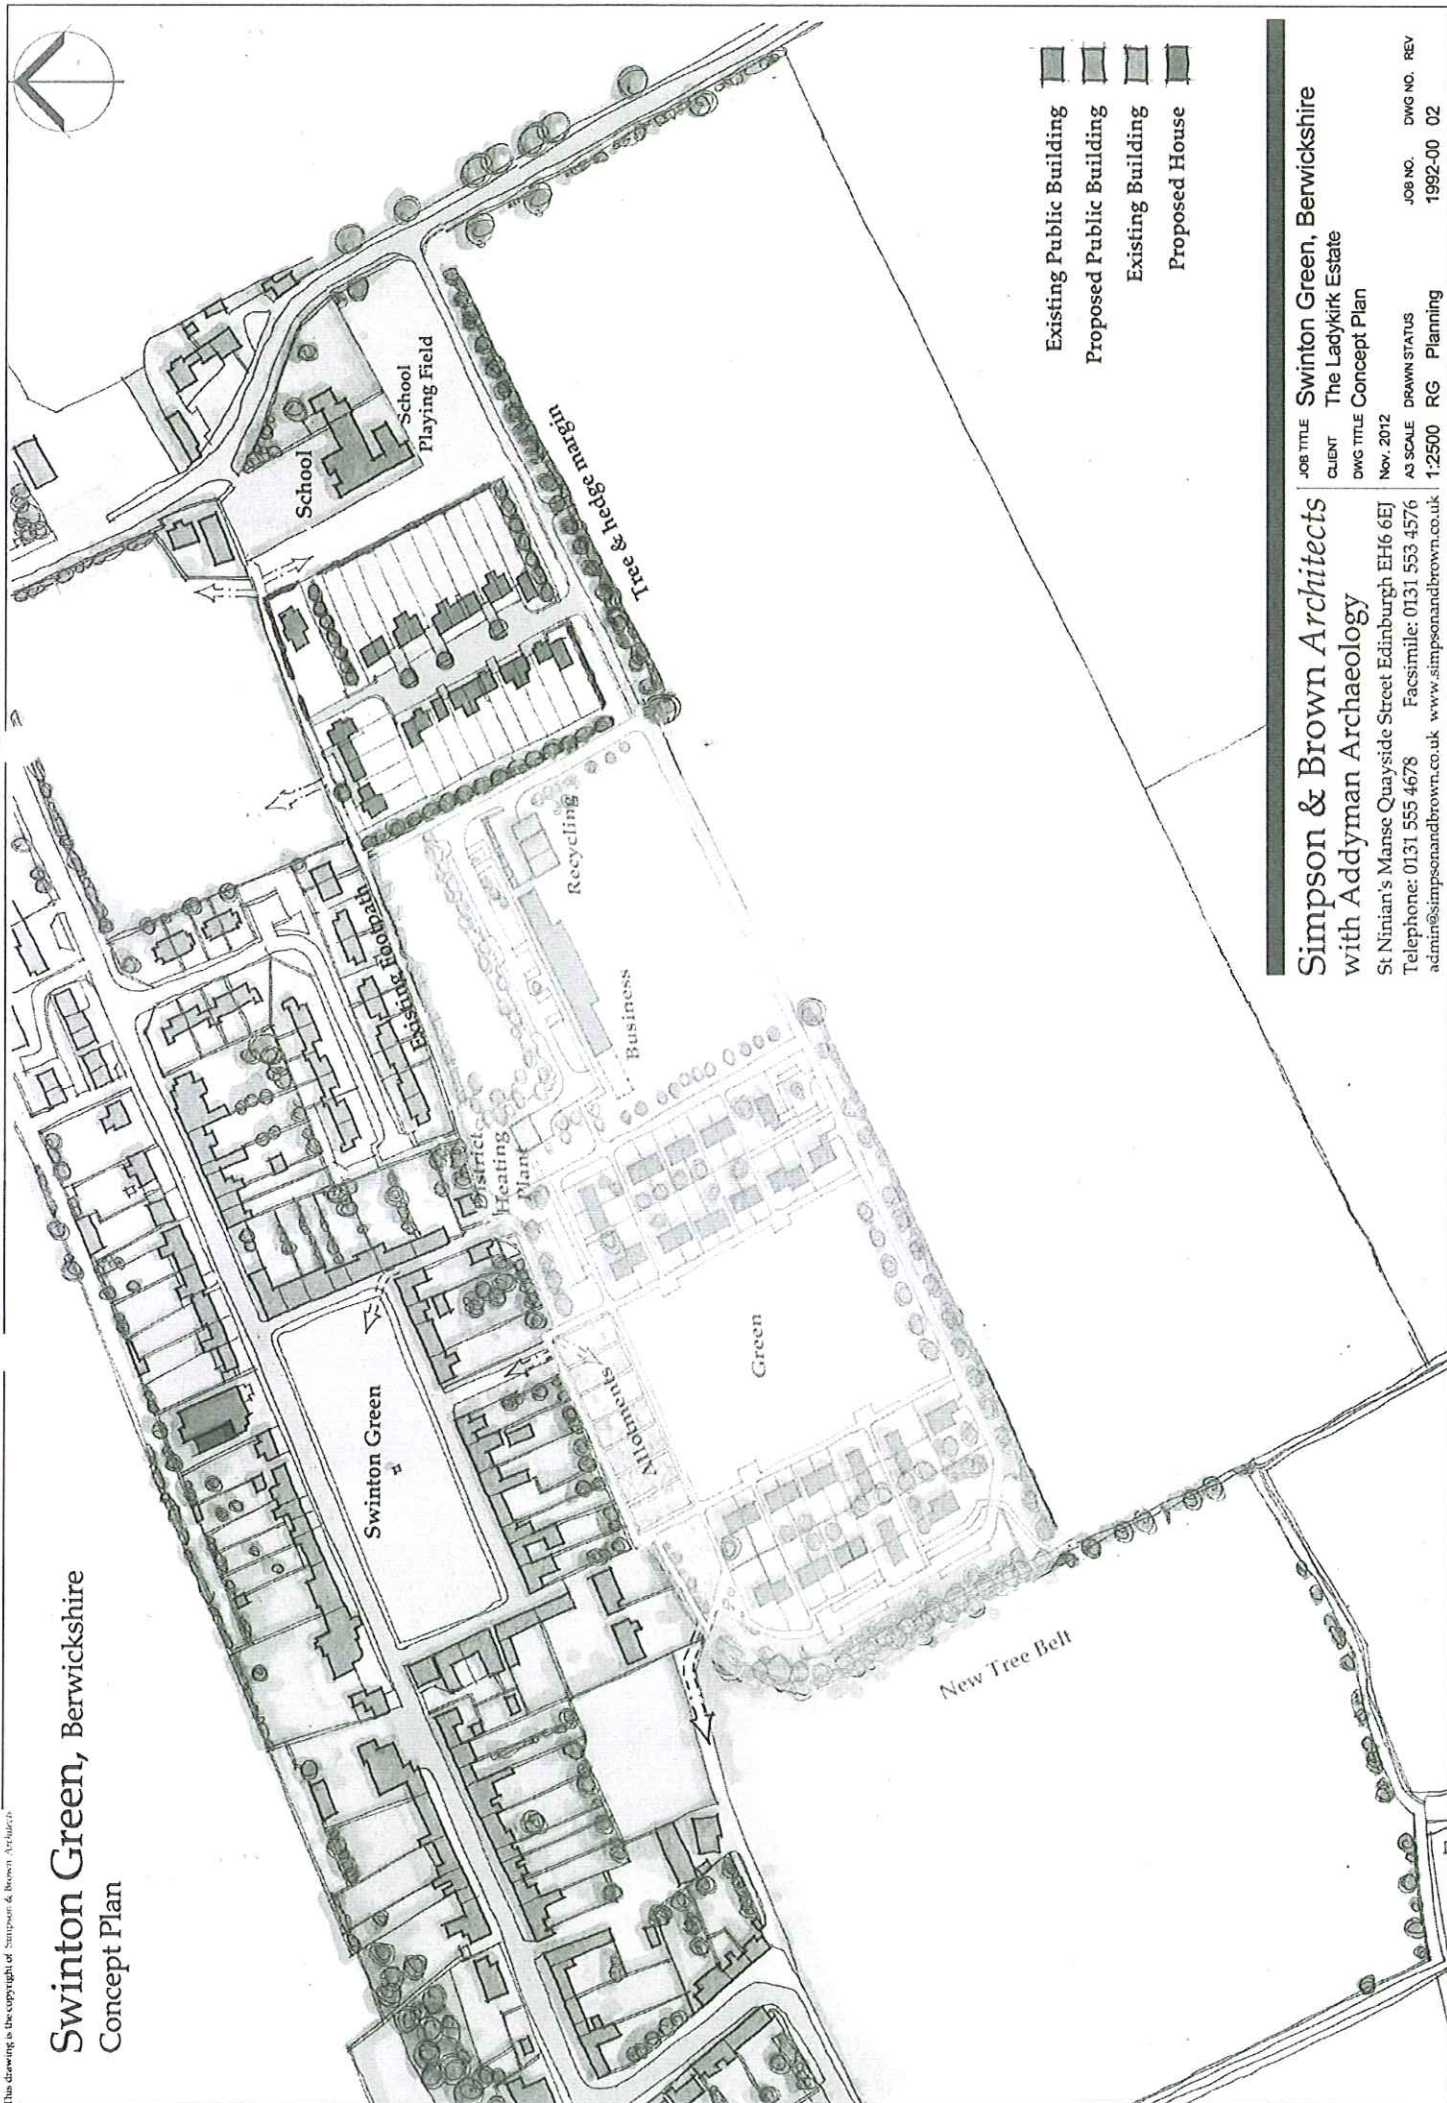 This drawing is the copyright of Simpson & Brown Architects
Swinton Green, Berwickshire
Concept Plan
Swinton Green
School
School
Playing Field
Tree & hedge margin
Existing Footpath
District
Heating
Plant
Recycling
Business
Allotments
Green
New Tree Belt
Existing Public Building
Proposed Public Building
Existing Building
Proposed House
Simpson & Brown Architects
with Addyman Archaeology
St Ninian's Manse Quayside Street Edinburgh EH6 6EJ
Telephone: 0131 555 4678 Facsimile: 0131 553 4576
admin@simpsonandbrown.co.uk www.simpsonandbrown.co.uk
JOB TITLE Swinton Green, Berwickshire
CLIENT The Ladykirk Estate
DWG TITLE Concept Plan
Nov. 2012
A3 SCALE DRAWN STATUS JOB NO. DWG NO. REV
1:2500 RG Planning 1992-00 02